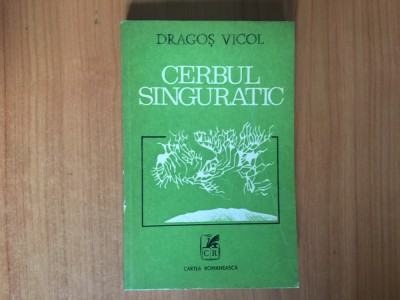 DRAGOȘ VICOL
CERBUL
SINGURATIC
CR
CARTEA ROMÂNEASCĂ